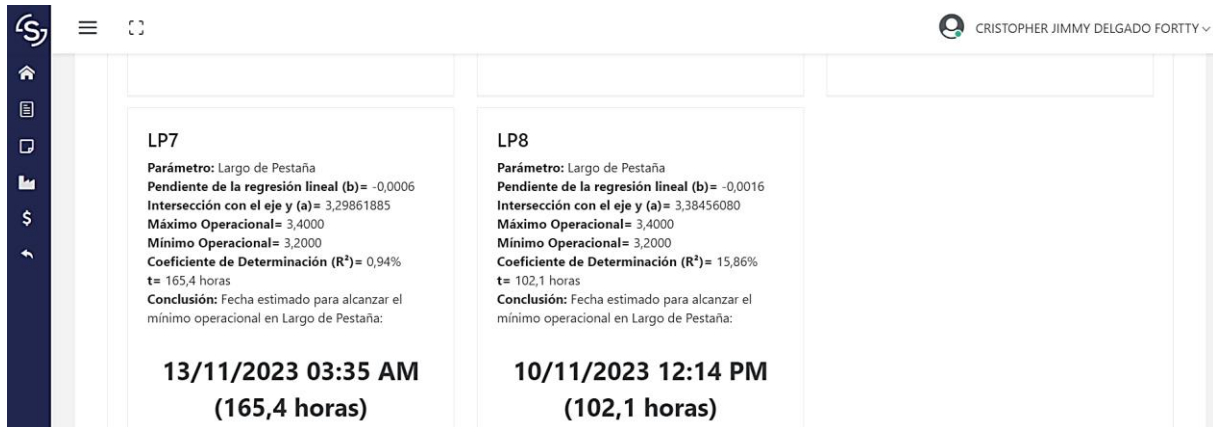 CRISTOPHER JIMMY DELGADO FORTTY
LP7
Parámetro: Largo de Pestaña
Pendiente de la regresión lineal (b)= -0,0006
Intersección con el eje y (a)= 3,29861885
Máximo Operacional= 3,4000
Mínimo Operacional= 3,2000
Coeficiente de Determinación (R²)= 0,94%
t= 165,4 horas
Conclusión: Fecha estimado para alcanzar el
mínimo operacional en Largo de Pestaña:
13/11/2023 03:35 AM
(165,4 horas)
LP8
Parámetro: Largo de Pestaña
Pendiente de la regresión lineal (b)= -0,0016
Intersección con el eje y (a)= 3,38456080
Máximo Operacional= 3,4000
Mínimo Operacional= 3,2000
Coeficiente de Determinación (R²)= 15,86%
t= 102,1 horas
Conclusión: Fecha estimado para alcanzar el
mínimo operacional en Largo de Pestaña:
10/11/2023 12:14 PM
(102,1 horas)